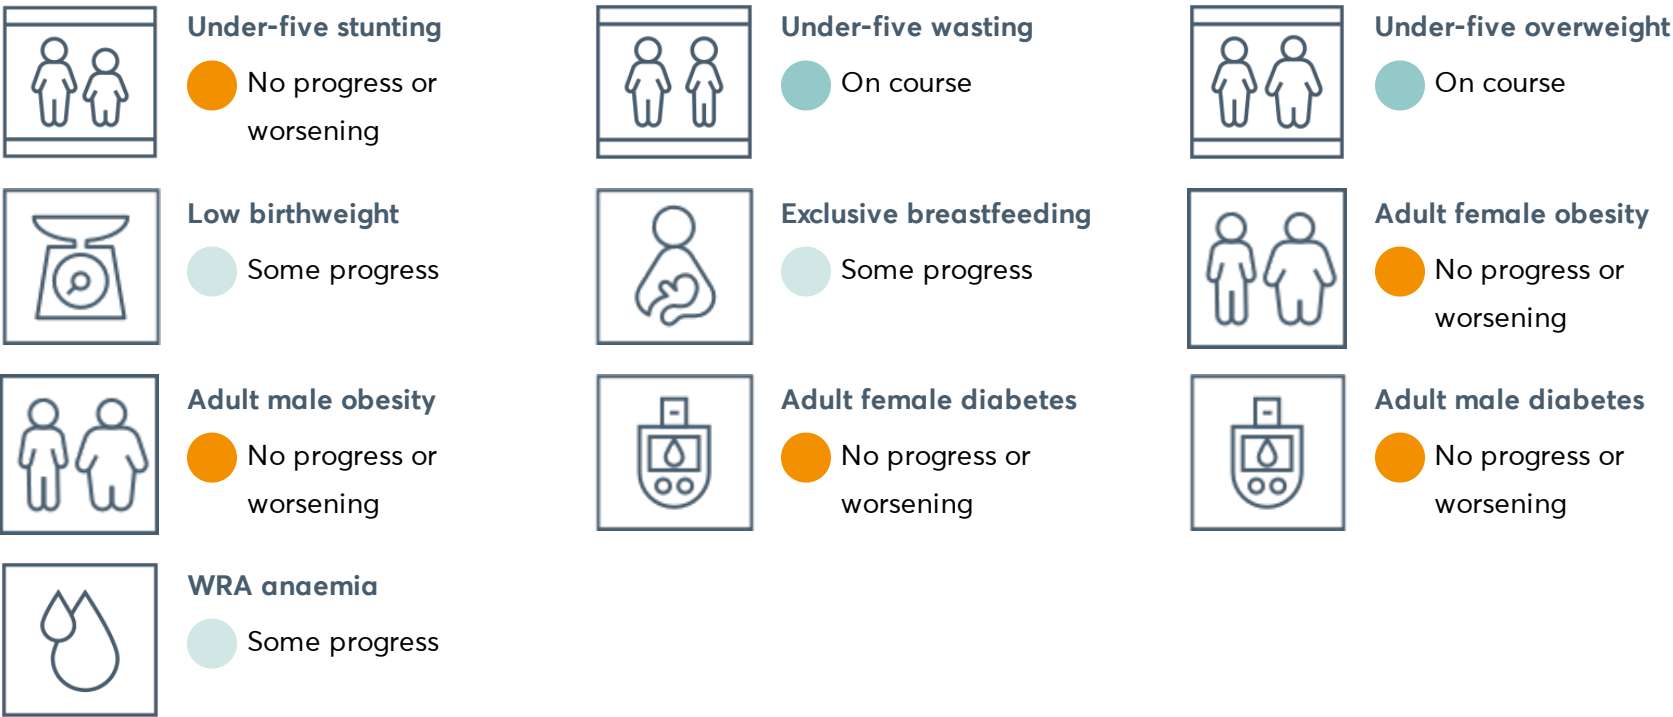 Under-five stunting
No progress or
worsening
Under-five wasting
On course
Under-five overweight
On course
Low birthweight
Some progress
Exclusive breastfeeding
Some progress
Adult female obesity
No progress or
worsening
Adult male obesity
No progress or
worsening
Adult female diabetes
No progress or
worsening
Adult male diabetes
No progress or
worsening
WRA anaemia
Some progress